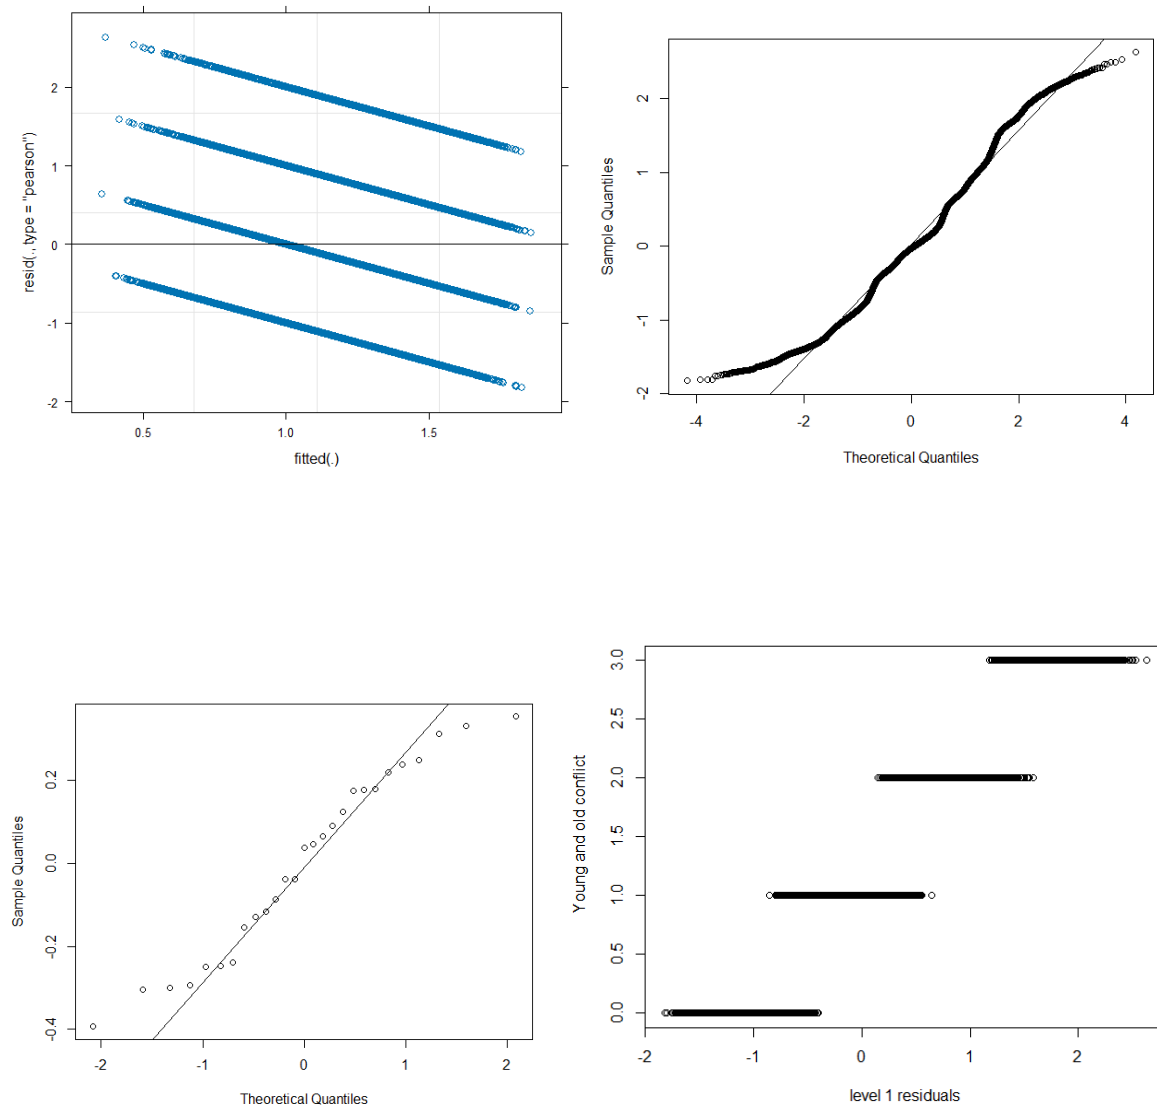 2
1
0
-1
-2
resid(., type = "pearson")
0.5 1.0 1.5
fitted(.)
2
1
0
-1
-2
Sample Quantiles
-4 -2 0 2 4
Theoretical Quantiles
0.2
0.0
-0.2
-0.4
Sample Quantiles
-2 -1 0 1 2
Theoretical Quantiles
3.0
2.5
2.0
1.5
1.0
0.5
0.0
Young and old conflict
-2 -1 0 1 2
level 1 residuals